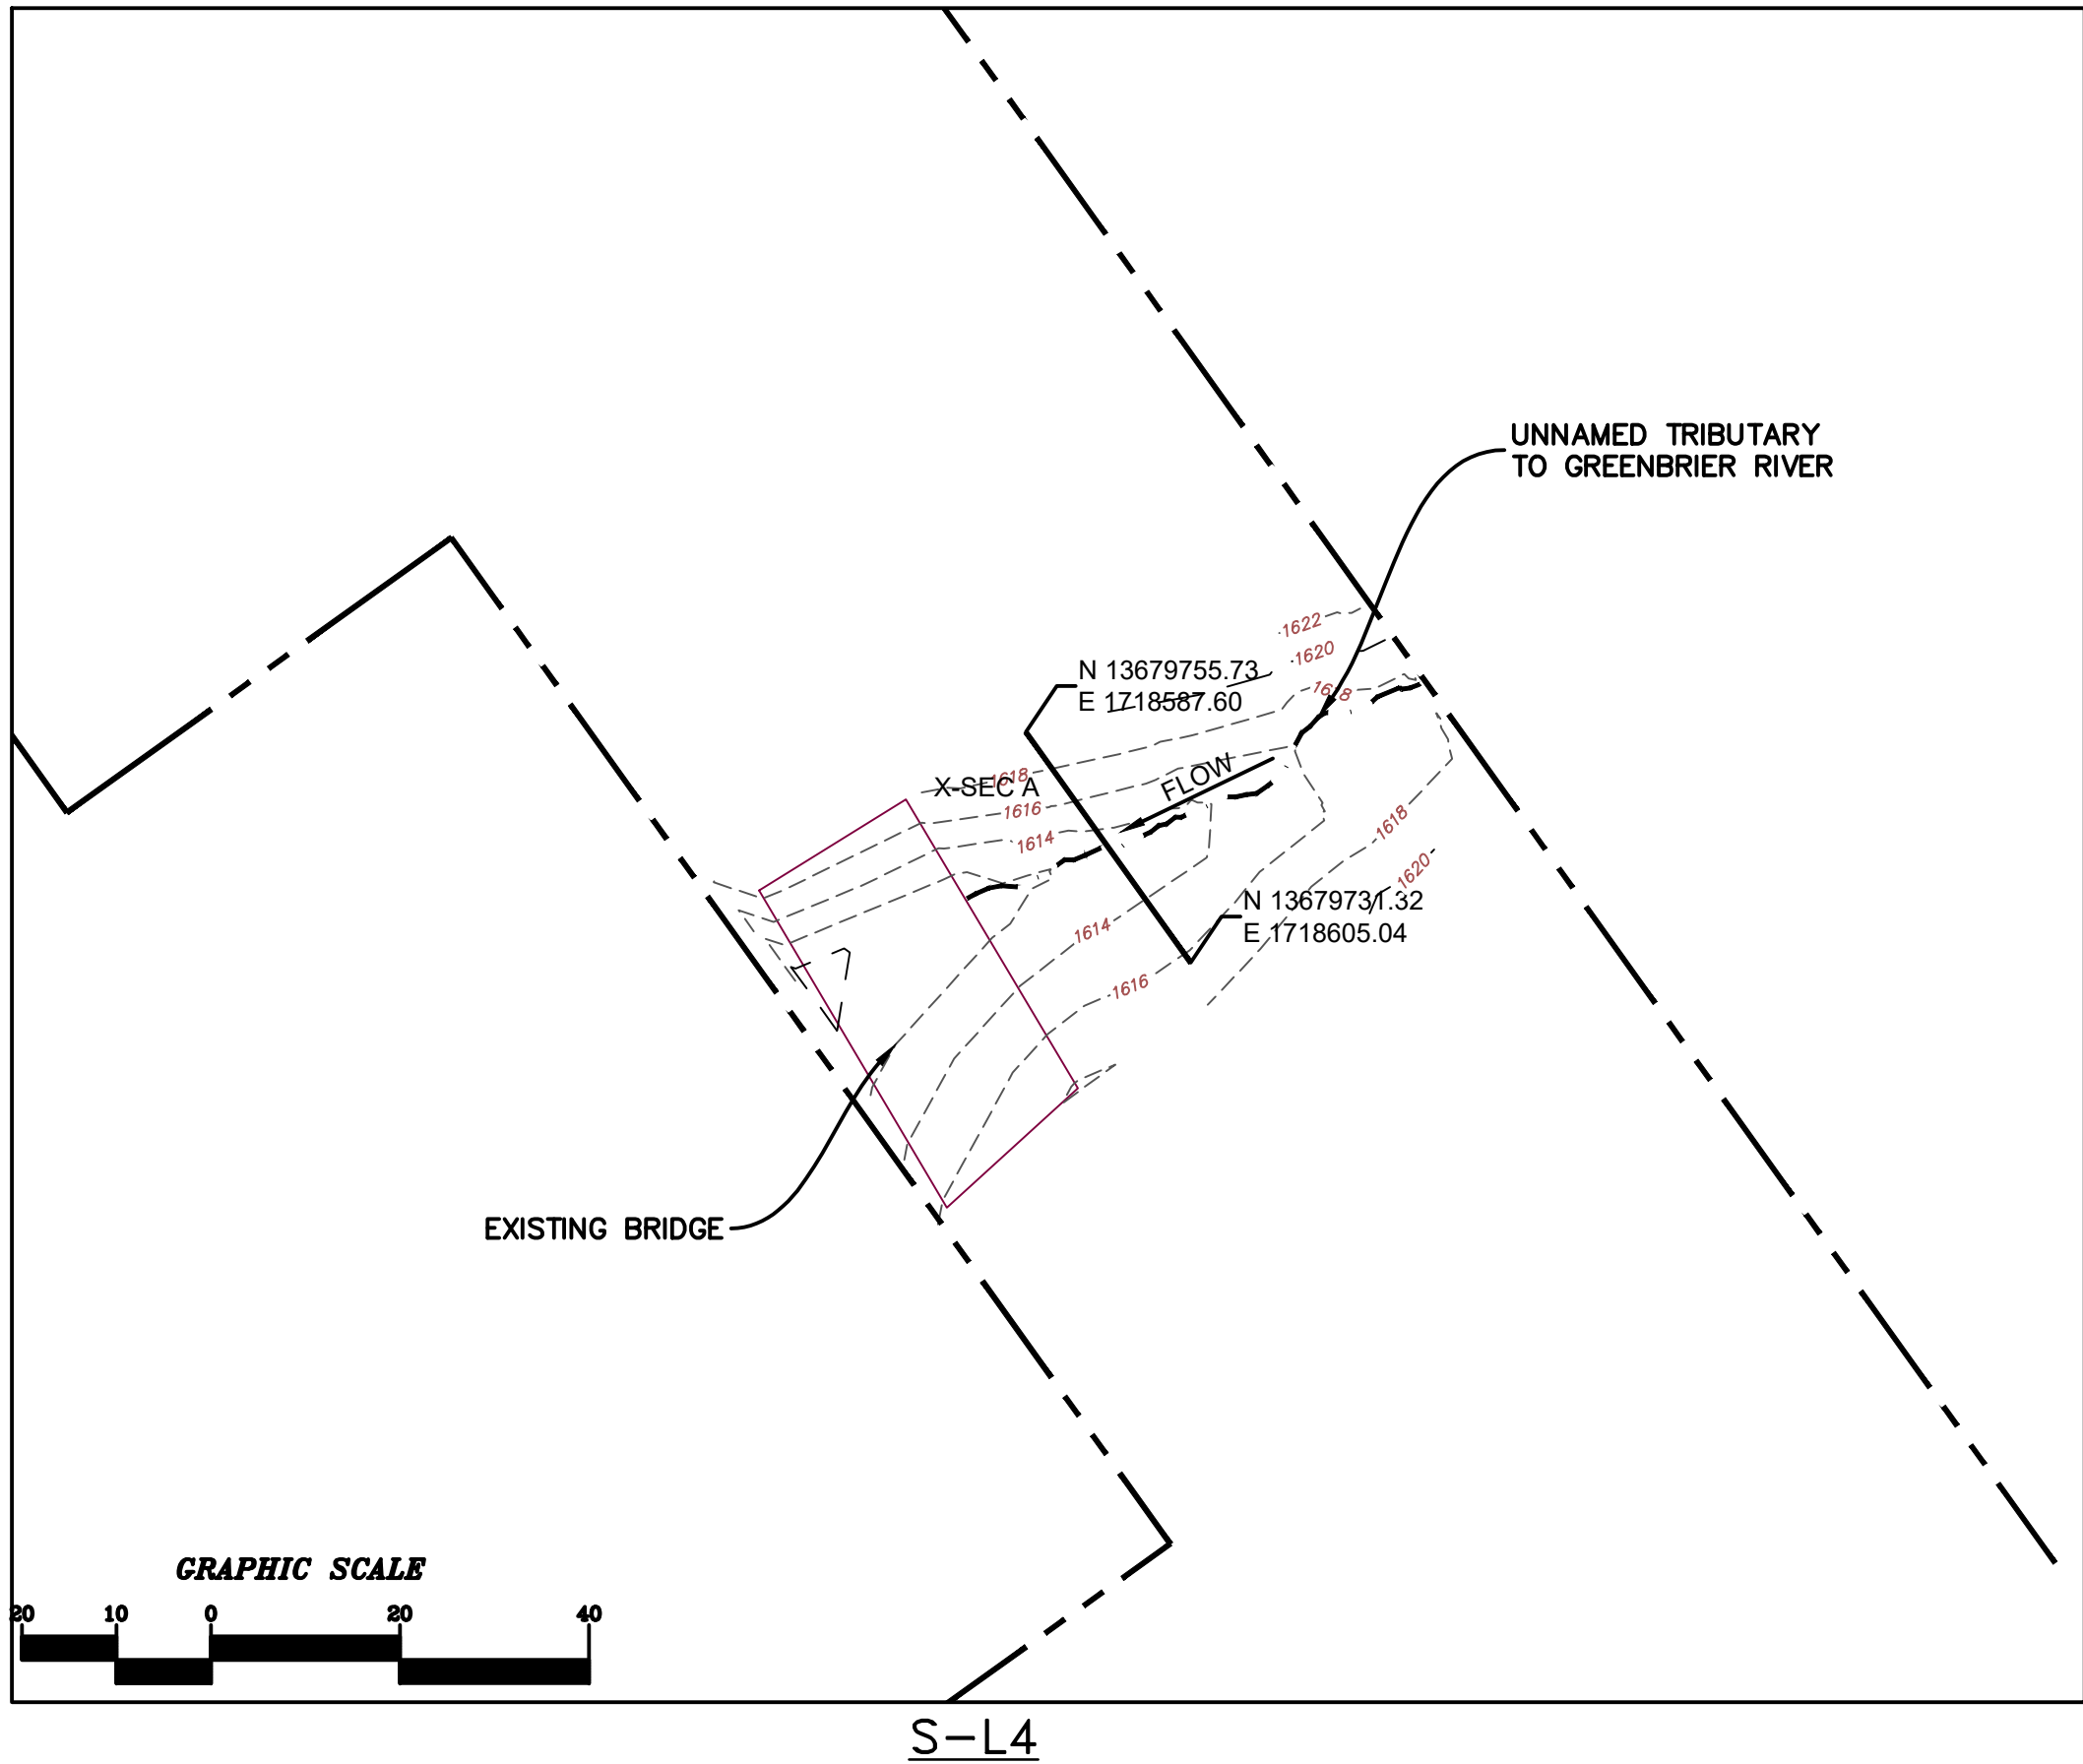 UNNAMED TRIBUTARY
TO GREENBRIER RIVER
1622
1620
1618
N 13679755.73
E 1718587.60
1618
X-SEC A
FLOW
1616
1614
1618
1620
N 13679731.32
E 1718605.04
1614
1616
EXISTING BRIDGE
GRAPHIC SCALE
20 10 0 20 40
S-L4